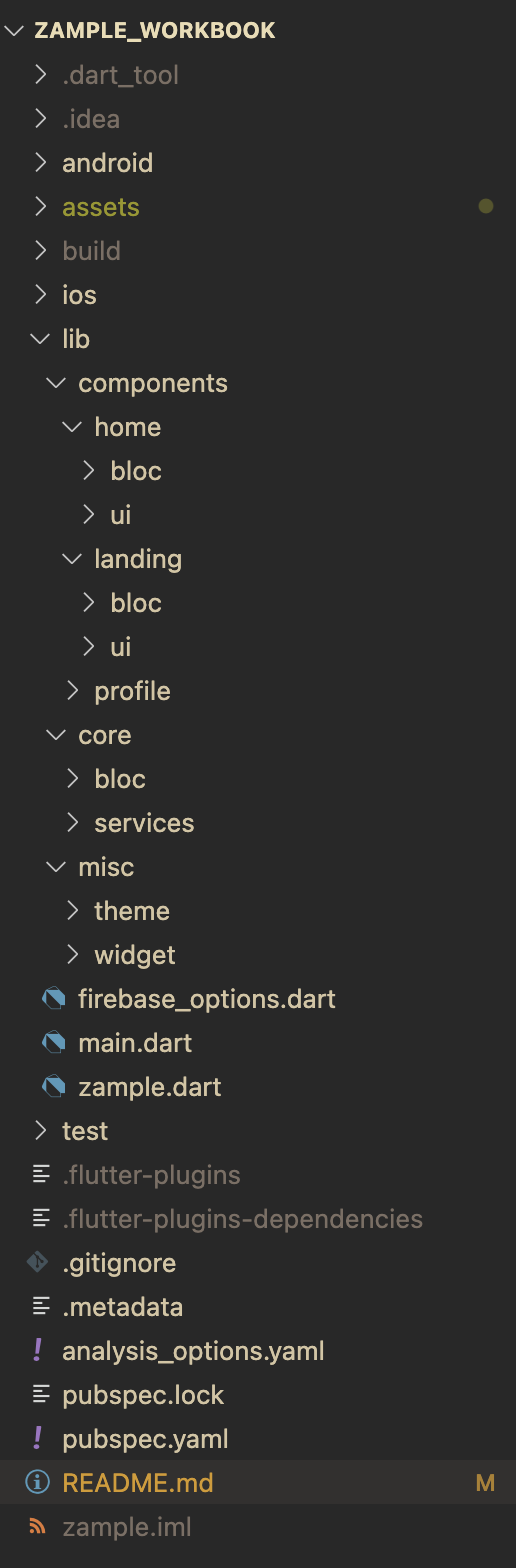 ZAMPLE_WORKBOOK
.dart_tool
.idea
android
assets
build
ios
lib
components
home
bloc
ui
landing
bloc
ui
profile
core
bloc
services
misc
theme
widget
firebase_options.dart
main.dart
zample.dart
test
.flutter-plugins
.flutter-plugins-dependencies
.gitignore
.metadata
! analysis_options.yaml
pubspec.lock
! pubspec.yaml
README.md M
zample.iml